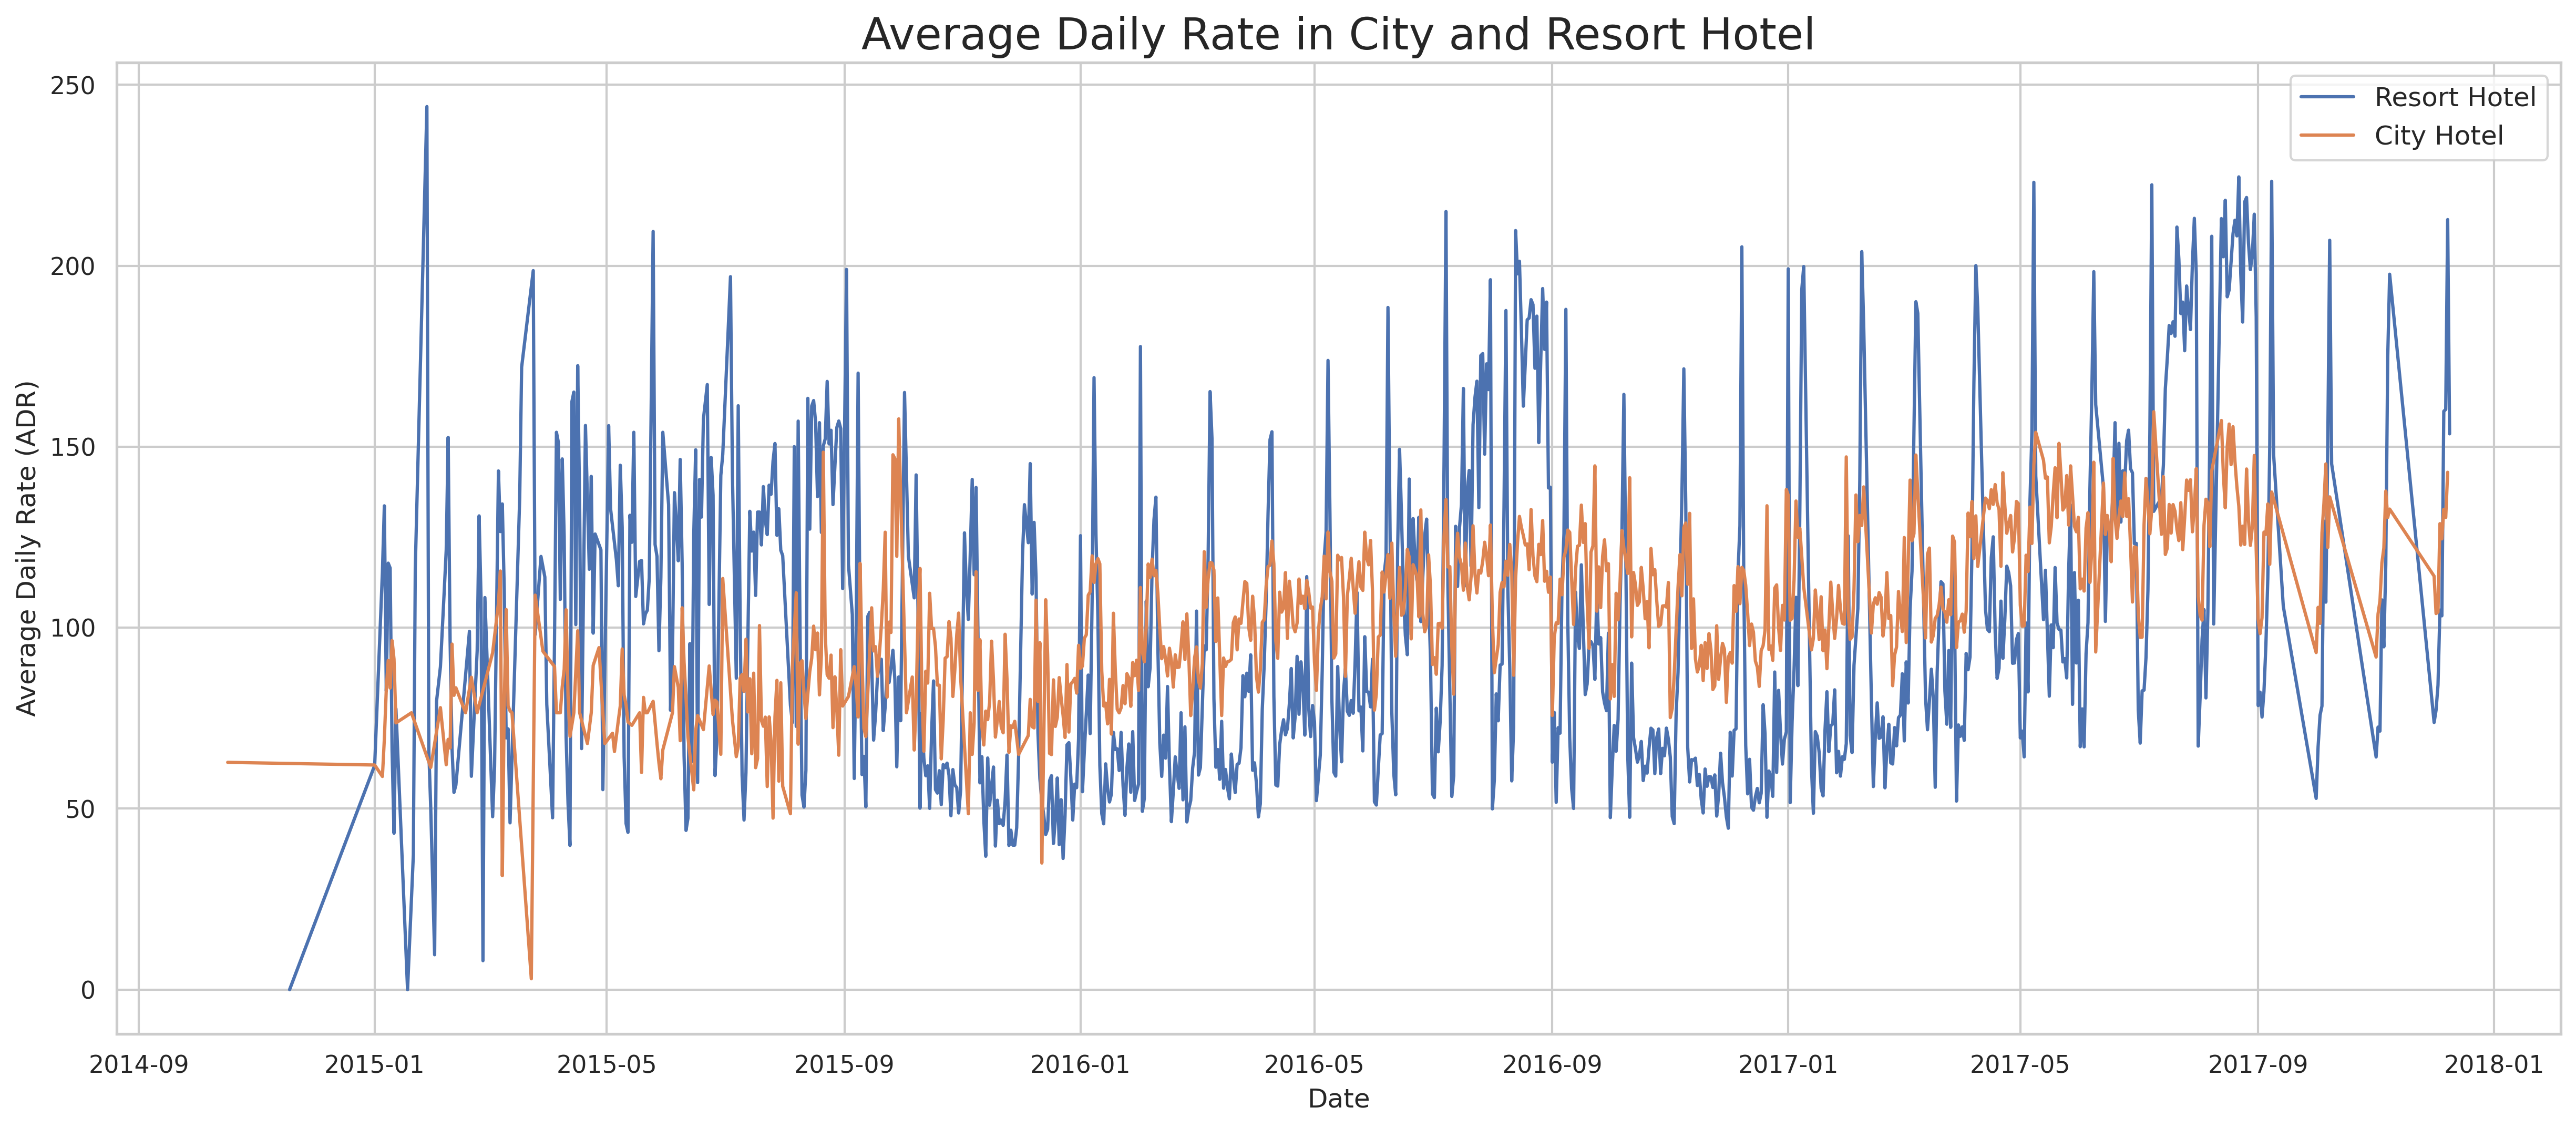 Average Daily Rate in City and Resort Hotel
Resort Hotel
City Hotel
Average Daily Rate (ADR)
250
200
150
100
50
0
2014-09 2015-01 2015-05 2015-09 2016-01 2016-05 2016-09 2017-01 2017-05 2017-09 2018-01
Date